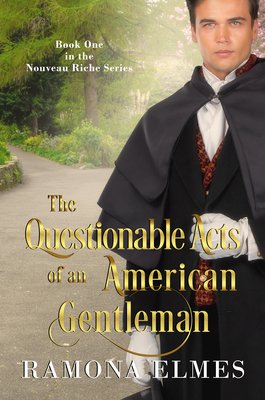 Book One
in the
Nouveau Riche Series
The
Questionable Acts
of an American
Gentleman
RAMONA ELMES